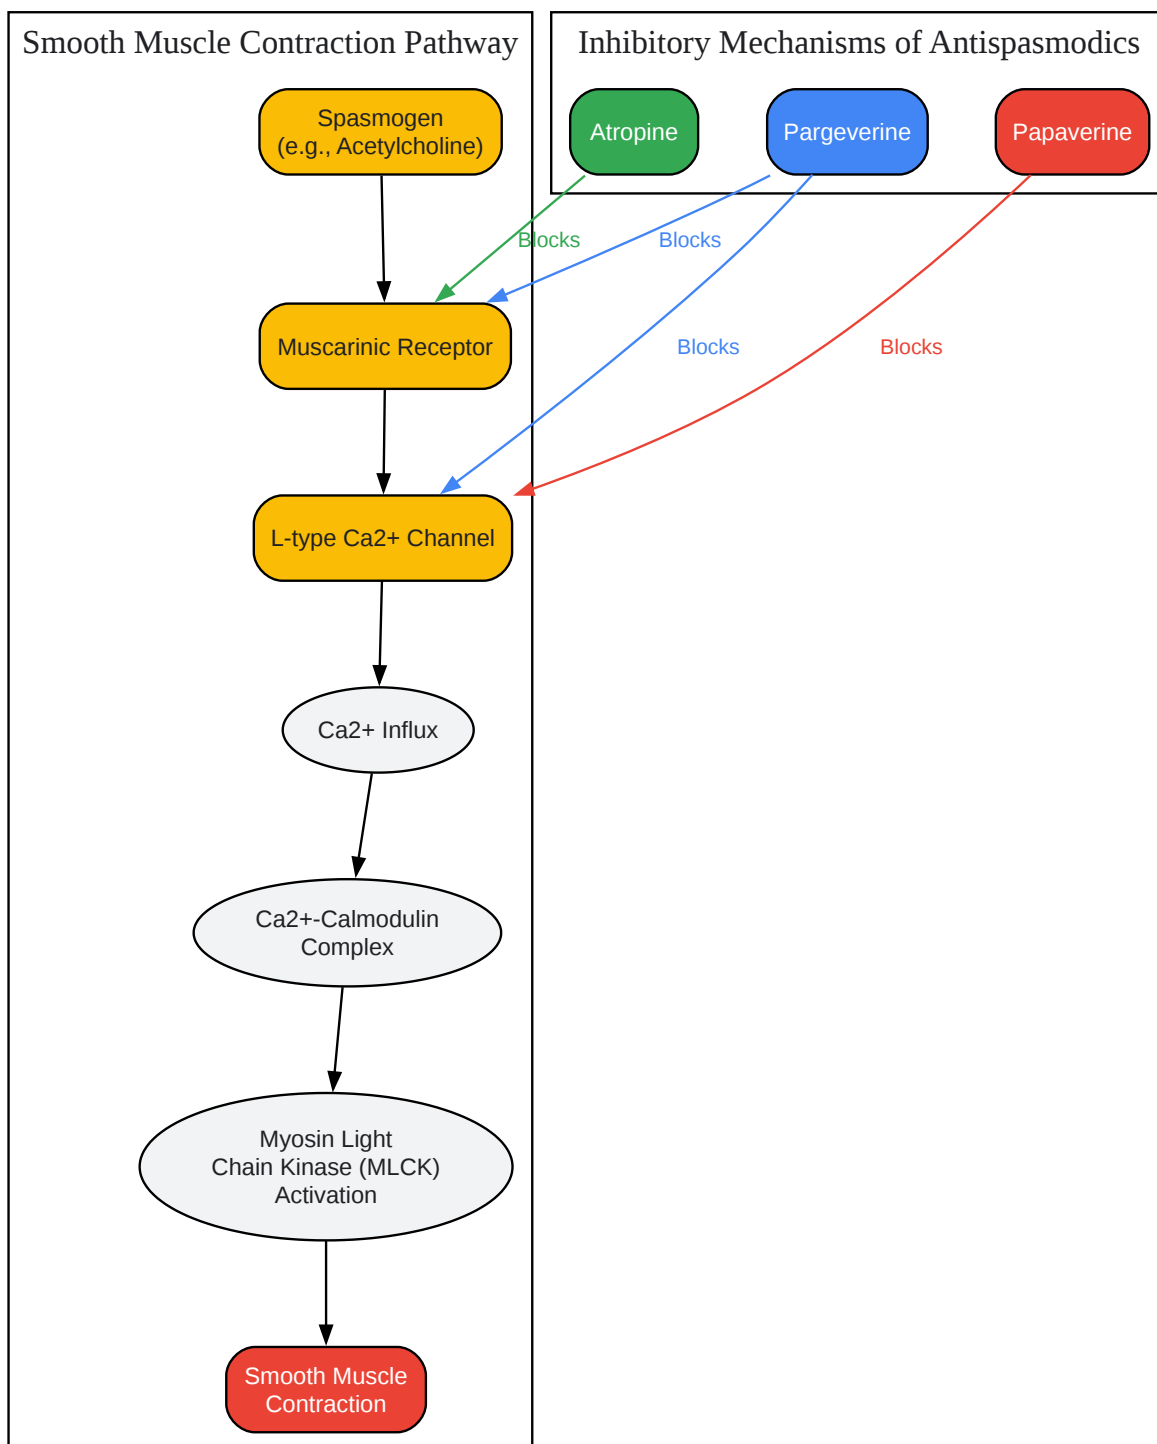 Smooth Muscle Contraction Pathway
Inhibitory Mechanisms of Antispasmodics
Spasmogen
(e.g., Acetylcholine)
Atropine
Pargeverine
Papaverine
Blocks
Blocks
Muscarinic Receptor
Blocks
Blocks
L-type Ca2+ Channel
Ca2+ Influx
Ca2+-Calmodulin
Complex
Myosin Light
Chain Kinase (MLCK)
Activation
Smooth Muscle
Contraction